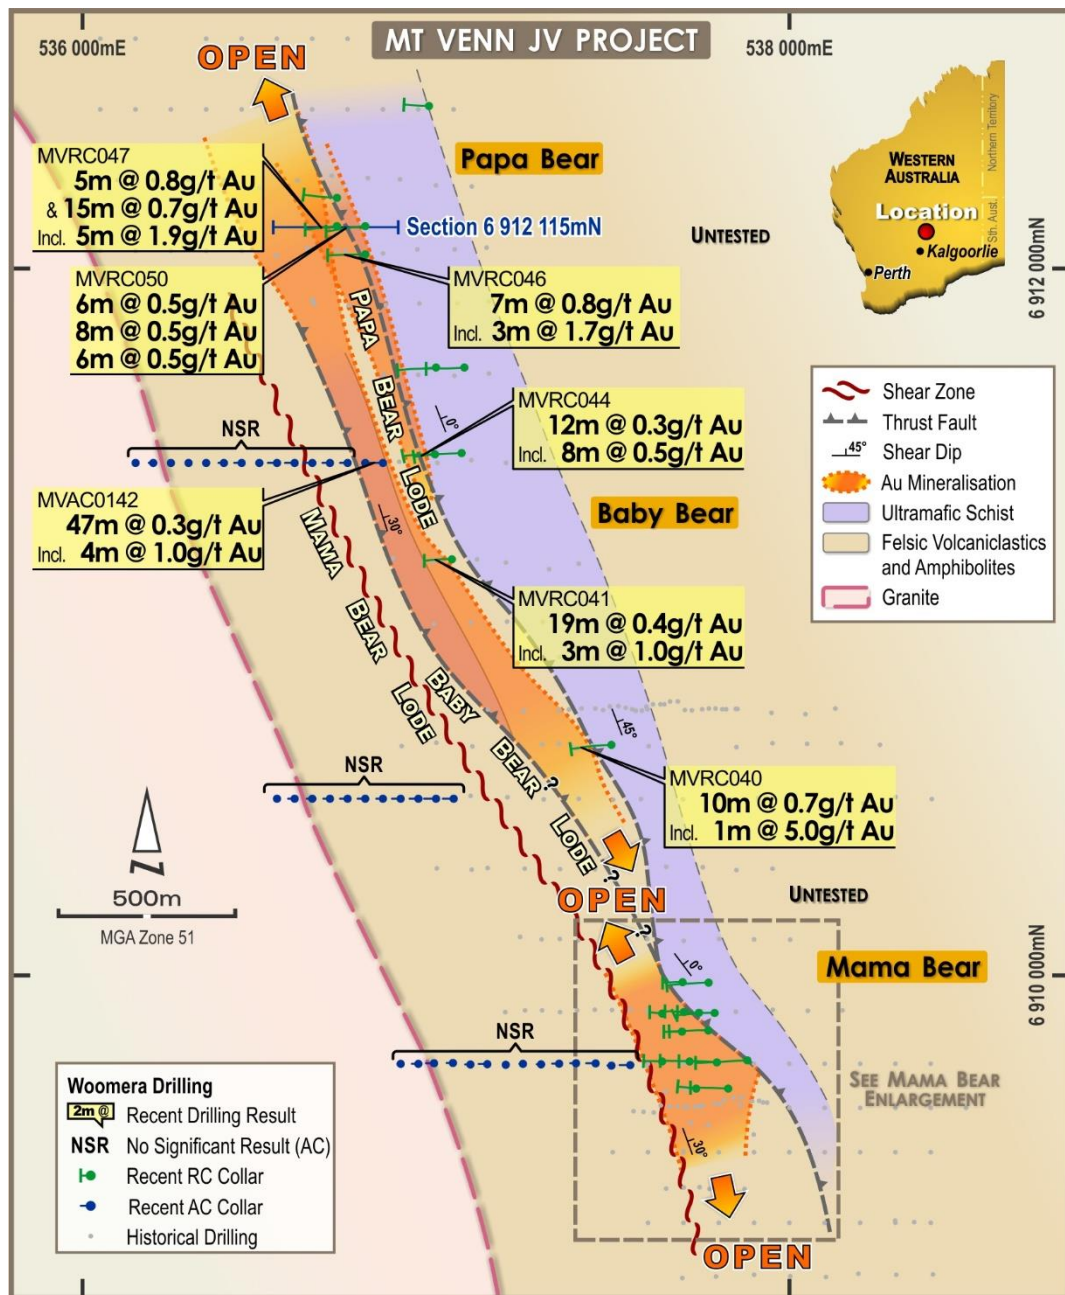 536 000mE
MT VENN JV PROJECT
538 000mE
OPEN
MVRC047
5m @ 0.8g/t Au
& 15m @ 0.7g/t Au
Incl. 5m @ 1.9g/t Au
Papa Bear
Section 6 912 115mN
UNTESTED
WESTERN
AUSTRALIA
Northern Territory
Sth. Aust
Location
Kalgoorlie
Perth
6 912 000mN
MVRC050
6m @ 0.5g/t Au
8m @ 0.5g/t Au
6m @ 0.5g/t Au
MVRC046
7m @ 0.8g/t Au
Incl. 3m @ 1.7g/t Au
PAPA BEAR LODE
Shear Zone
Thrust Fault
45° Shear Dip
Au Mineralisation
Ultramafic Schist
Felsic Volcaniclastics
and Amphibolites
Granite
0°
MVRC044
12m @ 0.3g/t Au
Incl. 8m @ 0.5g/t Au
NSR
MVAC0142
47m @ 0.3g/t Au
Incl. 4m @ 1.0g/t Au
30°
Baby Bear
MAMA BEAR LODE
MVRC041
19m @ 0.4g/t Au
Incl. 3m @ 1.0g/t Au
BABY BEAR ? LODE ?
45°
NSR
MVRC040
10m @ 0.7g/t Au
Incl. 1m @ 5.0g/t Au
N
500m
MGA Zone 51
OPEN
?
UNTESTED
0°
Mama Bear
6 910 000mN
NSR
SEE MAMA BEAR
ENLARGEMENT
30°
OPEN
Woomera Drilling
2m @ Recent Drilling Result
NSR No Significant Result (AC)
Recent RC Collar
Recent AC Collar
Historical Drilling